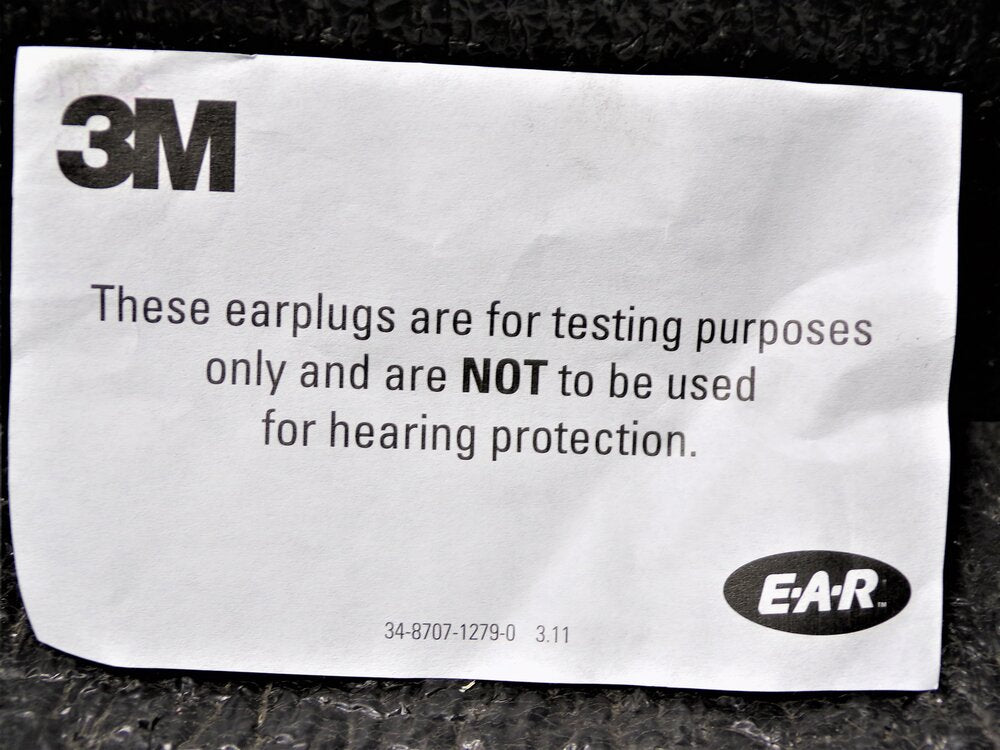 3M
These earplugs are for testing purposes
only and are NOT to be used
for hearing protection.
E·A·R™
34-8707-1279-0 3.11